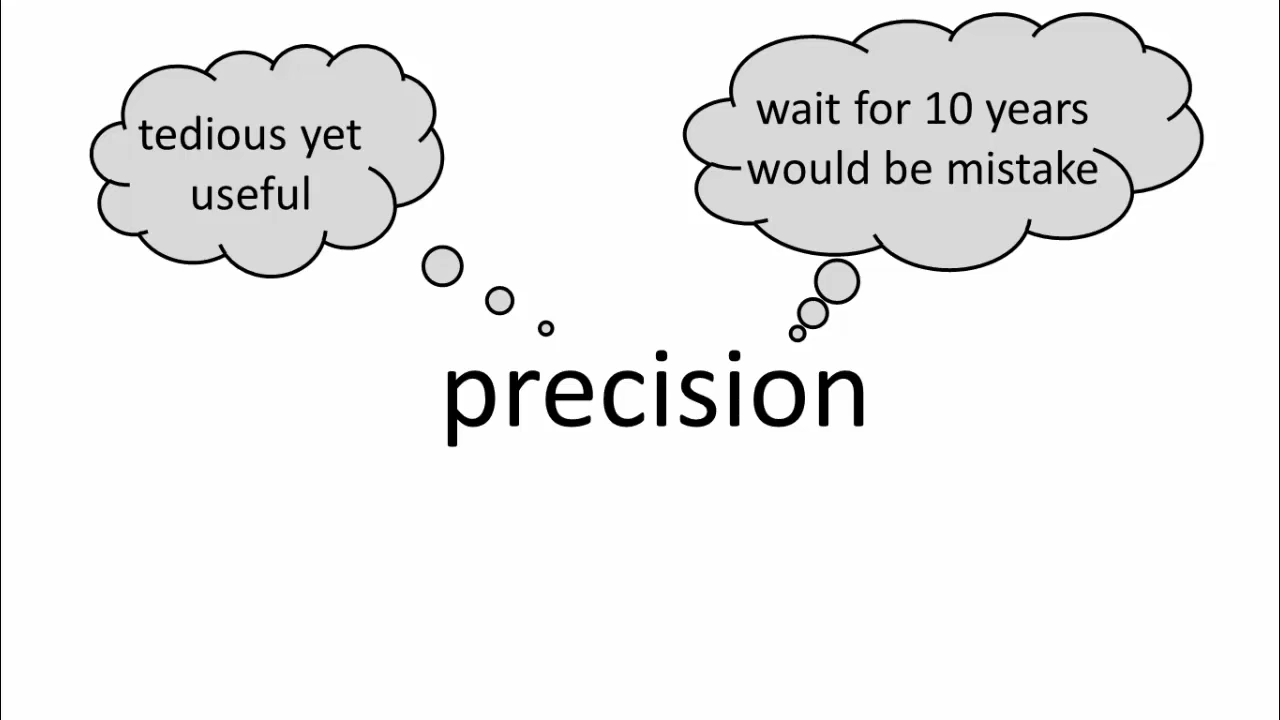 tedious yet
useful
wait for 10 years
would be mistake
precision